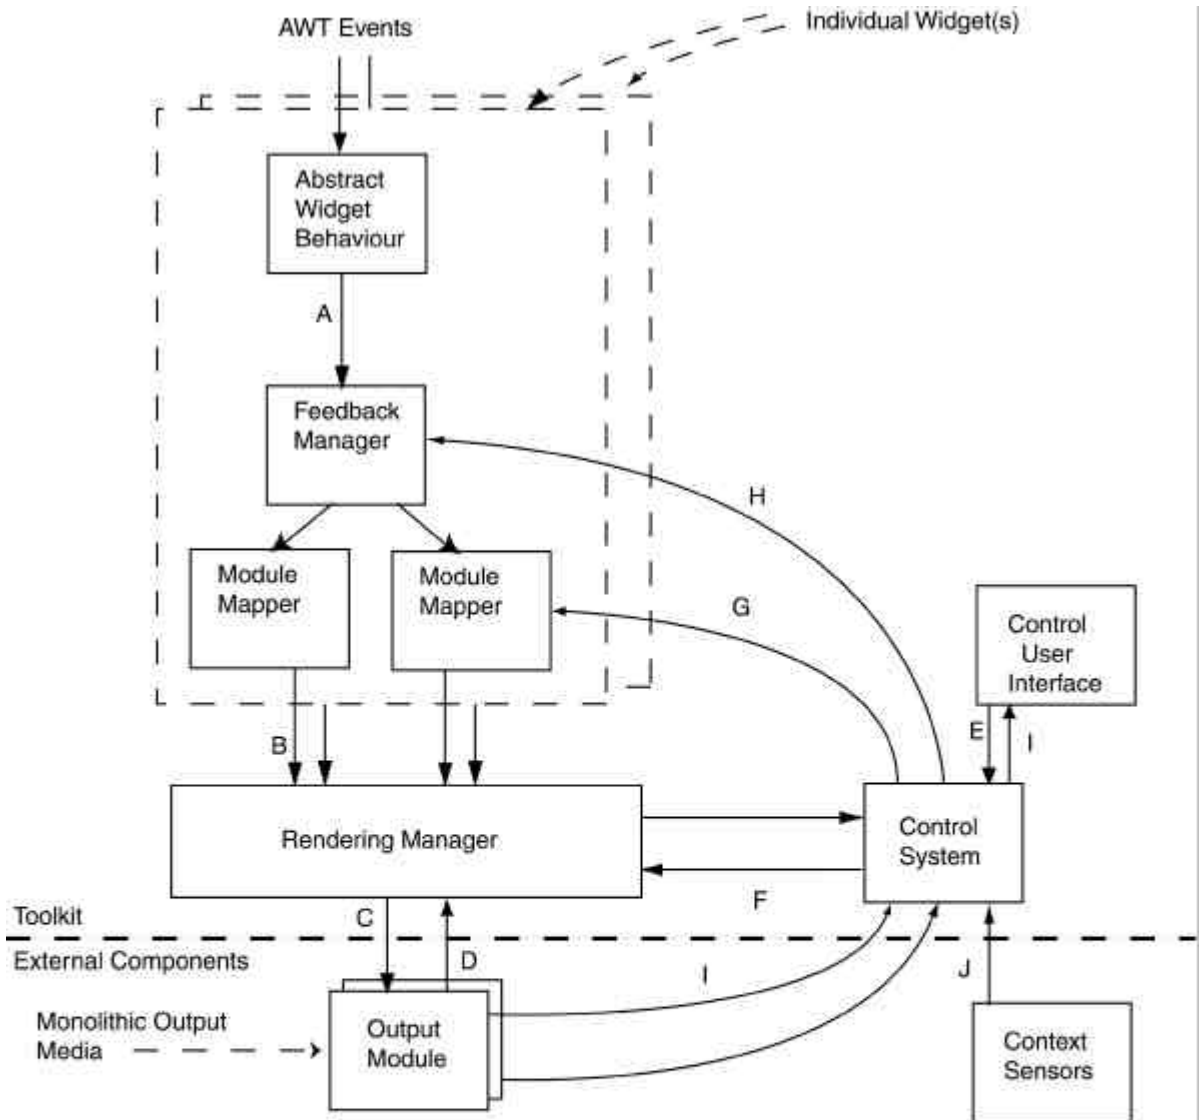 AWT Events
Individual Widget(s)
Abstract
Widget
Behaviour
A
Feedback
Manager
H
Module
Mapper
Module
Mapper
G
Control
User
Interface
B
E
I
Rendering Manager
Control
System
F
Toolkit
C
External Components
D
I
J
Monolithic Output
Media
Output
Module
Context
Sensors